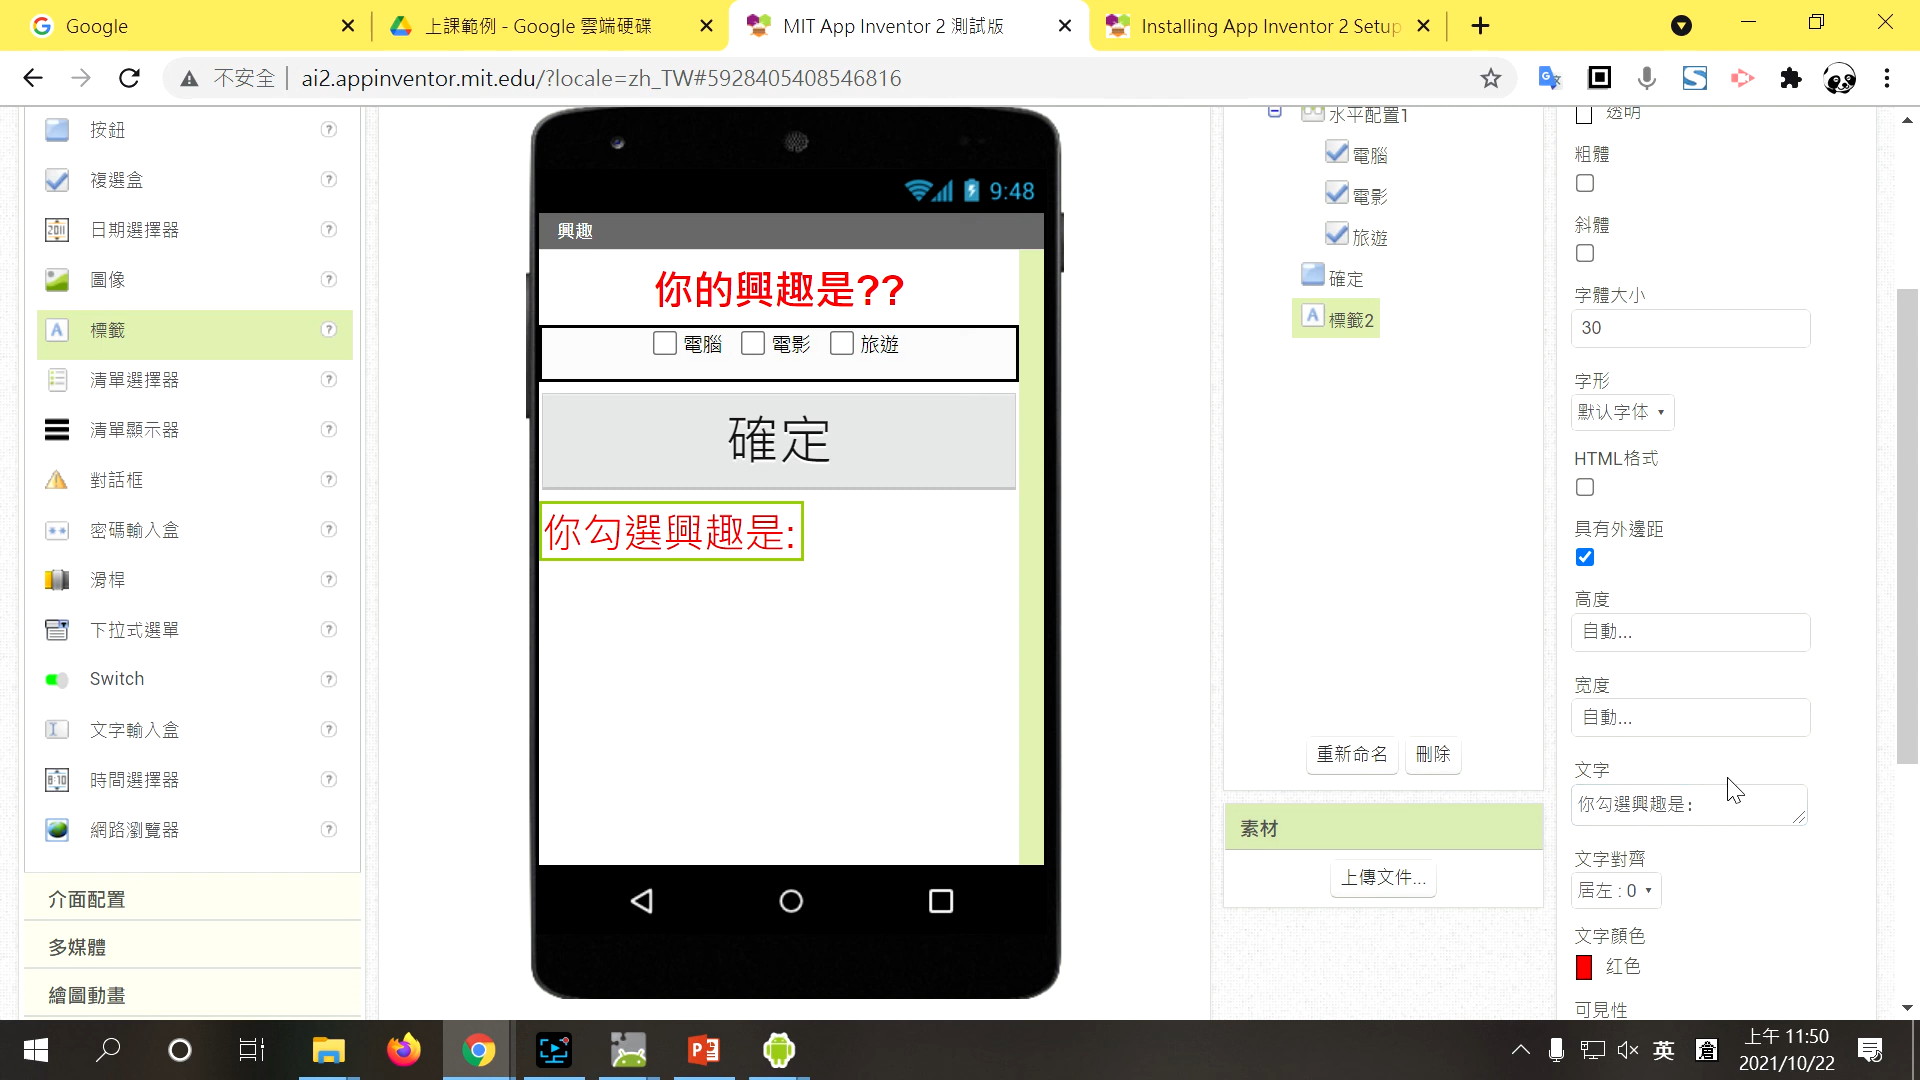 Google
上課範例 - Google 雲端硬碟
MIT App Inventor 2 測試版
Installing App Inventor 2 Setup
不安全
ai2.appinventor.mit.edu/?locale=zh_TW#5928405408546816
按鈕
複選盒
日期選擇器
圖像
標籤
清單選擇器
清單顯示器
對話框
密碼輸入盒
滑桿
下拉式選單
Switch
文字輸入盒
時間選擇器
網路瀏覽器
介面配置
多媒體
繪圖動畫
9:48
興趣
你的興趣是??
電腦
電影
旅遊
確定
你勾選興趣是:
水平配置1
電腦
電影
旅遊
確定
標籤2
重新命名
刪除
素材
上傳文件...
透明
粗體
斜體
字體大小
30
字形
默认字体
HTML格式
具有外邊距
高度
自動...
宽度
自動...
文字
你勾選興趣是:
文字對齊
居左 : 0
文字顏色
红色
可見性
英
倉
上午 11:50
2021/10/22